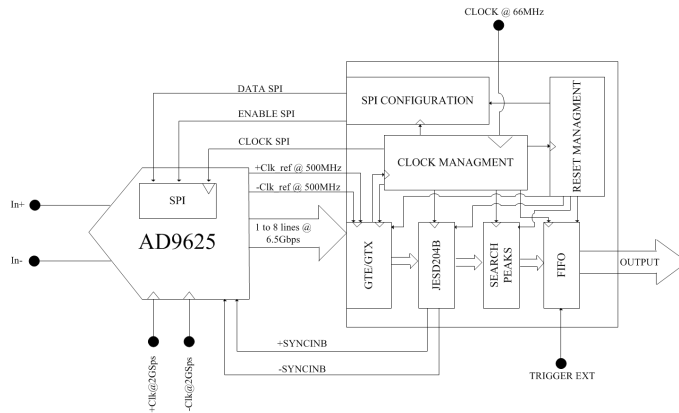 CLOCK @ 66MHz
DATA SPI
SPI CONFIGURATION
RESET MANAGMENT
ENABLE SPI
CLOCK SPI
CLOCK MANAGMENT
+Clk_ref @ 500MHz
-Clk_ref @ 500MHz
SPI
In+
AD9625
1 to 8 lines @
6.5Gbps
In-
GTE/GTX
JESD204B
SEARCH
PEAKS
FIFO
OUTPUT
+SYNCINB
-SYNCINB
+Clk@2GSps
-Clk@2GSps
TRIGGER EXT